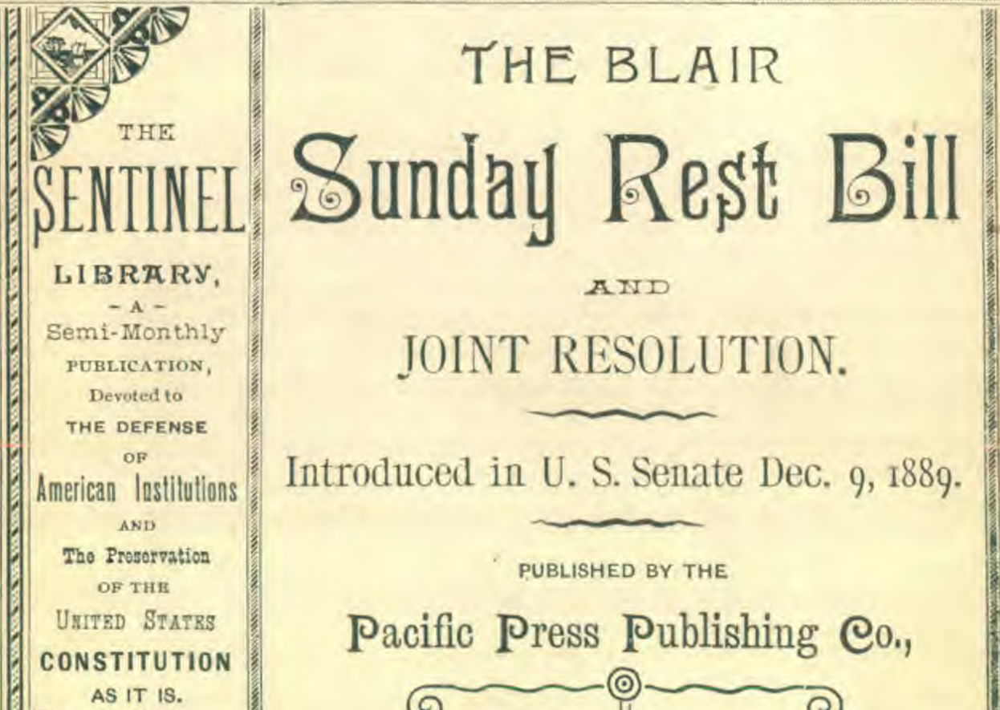 THE
SENTINEL
LIBRARY,
- A -
Semi-Monthly
PUBLICATION,
Devoted to
THE DEFENSE
OF
American Institutions
AND
The Preservation
OF THE
UNITED STATES
CONSTITUTION
AS IT IS.
THE BLAIR
Sunday Rest Bill
AND
JOINT RESOLUTION.
Introduced in U. S. Senate Dec. 9, 1889.
PUBLISHED BY THE
Pacific Press Publishing Co.,